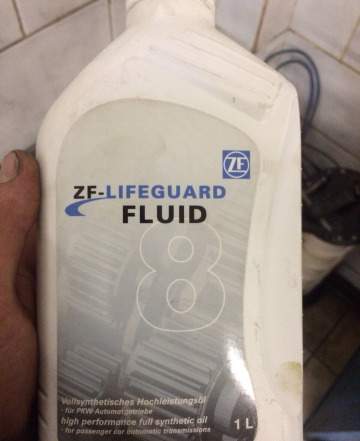 ZF
ZF-LIFEGUARD
FLUID
8
Vollsynthetisches Hochleistungsöl
- für PKW-Automatgetriebe
high performance full synthetic oil
- for passenger car automatic transmissions
1 L